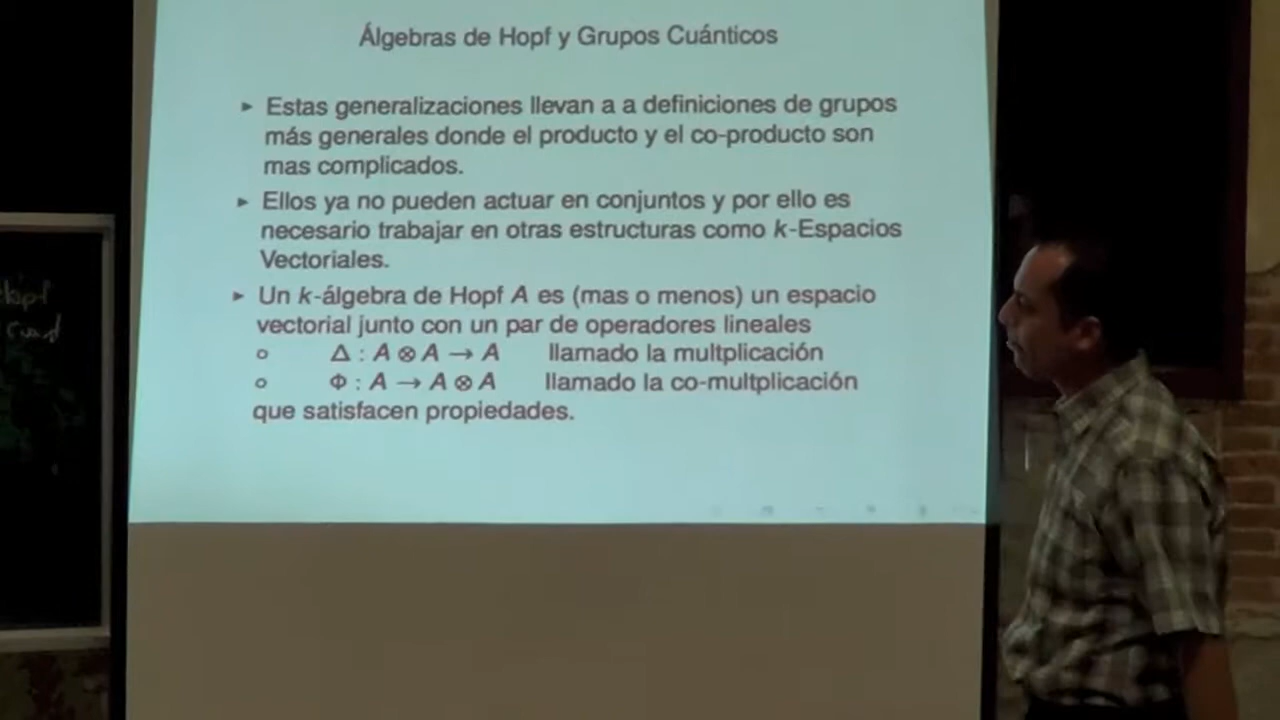 Álgebras de Hopf y Grupos Cuánticos
▸ Estas generalizaciones llevan a a definiciones de grupos
más generales donde el producto y el co-producto son
mas complicados.
▸ Ellos ya no pueden actuar en conjuntos y por ello es
necesario trabajar en otras estructuras como k-Espacios
Vectoriales.
▸ Un k-álgebra de Hopf A es (mas o menos) un espacio
vectorial junto con un par de operadores lineales
○ Δ : A ⊗ A → A llamado la multplicación
○ Φ : A → A ⊗ A llamado la co-multplicación
que satisfacen propiedades.